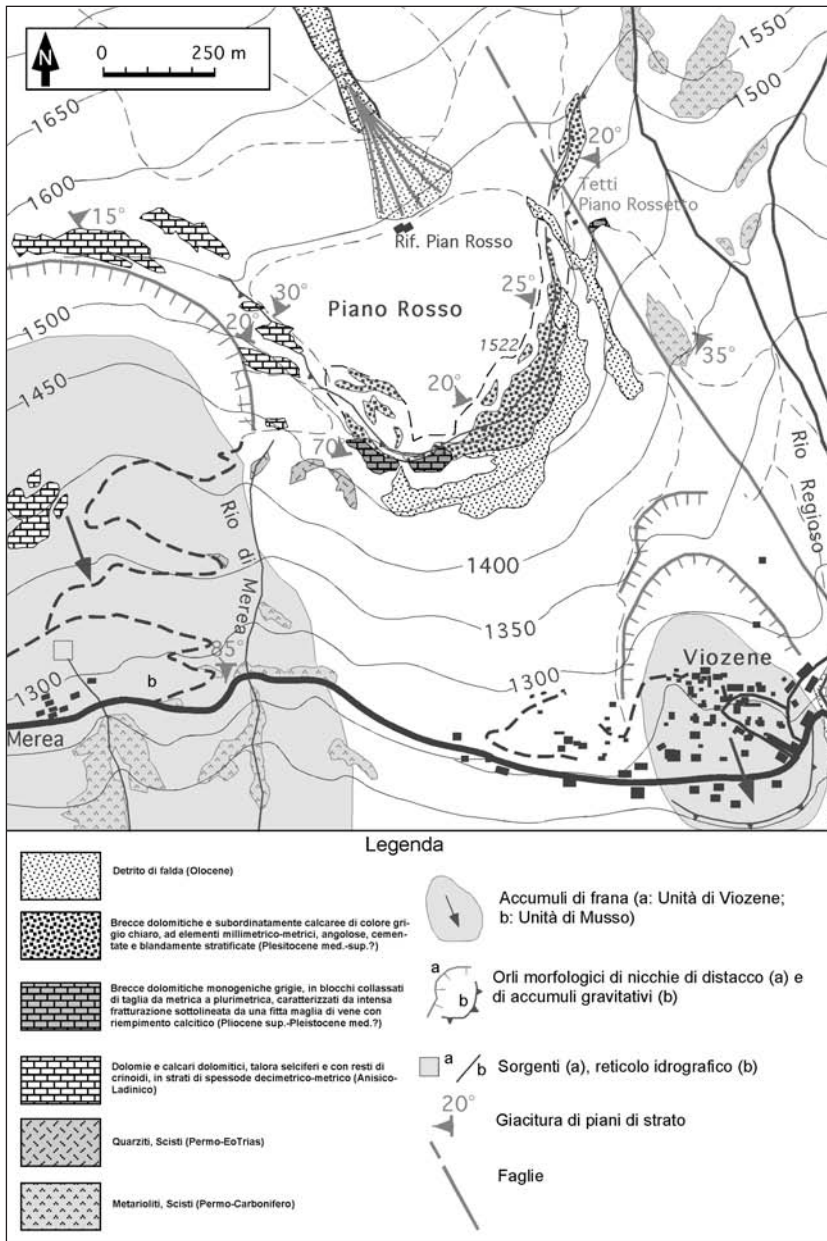 N
0 250 m
1550
1500
1650
1600
20°
Tetti
Piano Rossetto
15°
Rif. Pian Rosso
30°
25°
Piano Rosso
20°
1500
1522
35°
20°
1450
70°
Rio di Merea
Rio Regioso
1400
1350
Viozene
85°
1300
b
1300
Merea
Legenda
Detrito di falda (Olocene)
Brecce dolomitiche e subordinatamente calcaree di colore gri-
gio chiaro, ad elementi millimetrico-metrici, angolose, cemen-
tate e blandamente stratificate (Plesitocene med.-sup.?)
Brecce dolomitiche monogeniche grigie, in blocchi collassati
di taglia da metrica a plurimetrica, caratterizzati da intensa
fratturazione sottolineata da una fitta maglia di vene con
riempimento calcitico (Pliocene sup.-Pleistocene med.?)
Dolomie e calcari dolomitici, talora selciferi e con resti di
crinoidi, in strati di spessode decimetrico-metrico (Anisico-
Ladinico)
Quarziti, Scisti (Permo-EoTrias)
Metarioliti, Scisti (Permo-Carbonifero)
Accumuli di frana (a: Unità di Viozene;
b: Unità di Musso)
a
b
Orli morfologici di nicchie di distacco (a) e
di accumuli gravitativi (b)
a
b
Sorgenti (a), reticolo idrografico (b)
20°
Giacitura di piani di strato
Faglie